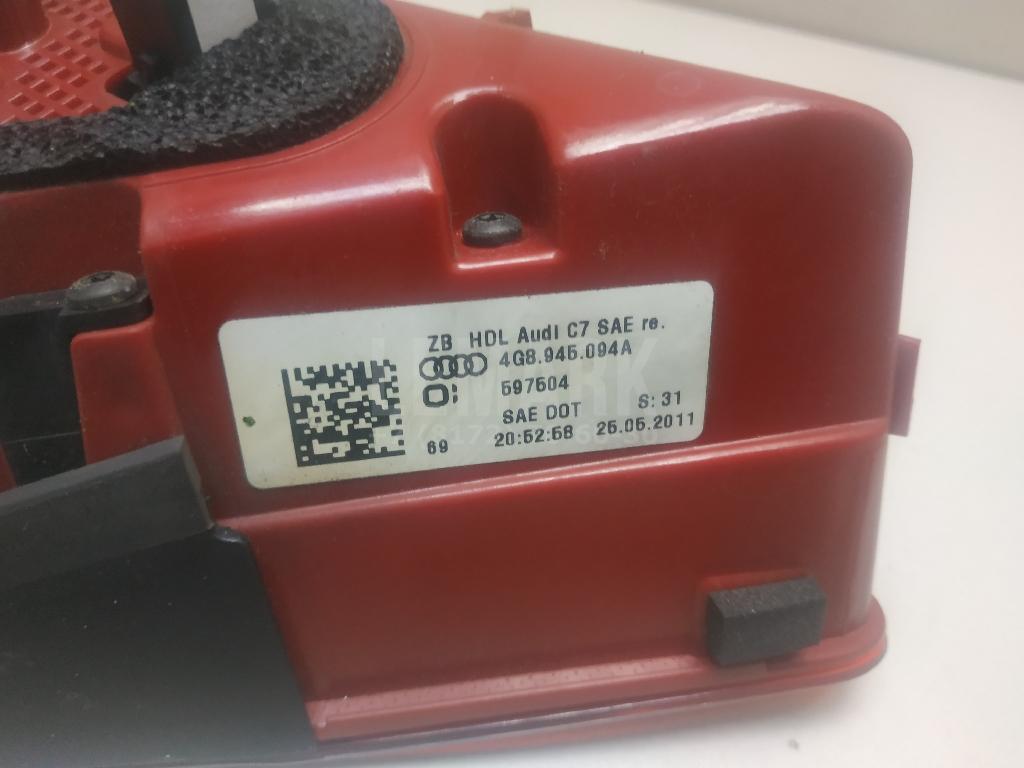 ZB HDL Audi C7 SAE re.
4G8.945.094A
597504
SAE DOT S: 31
69 20:52:58 25.05.2011